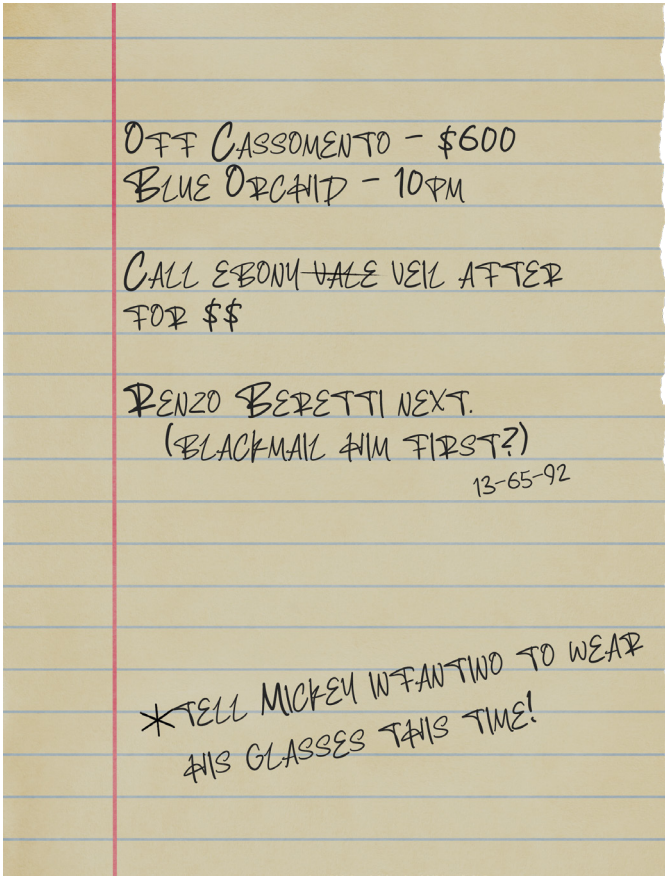 Off Cassomento - $600
Blue Orchid - 10pm
Call Ebony Vale Veil after
for $$
Renzo Beretti next.
(Blackmail him first?)
13-65-92
*Tell Mickey Infantino to wear
his glasses this time!